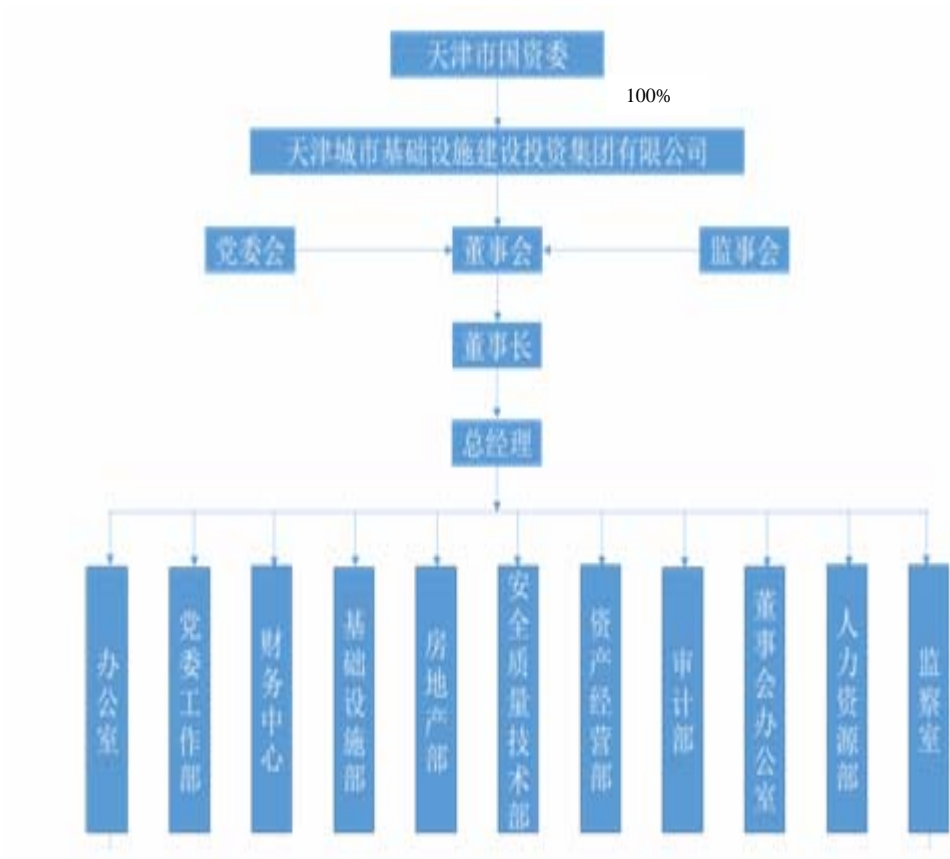 天津市国资委
100%
天津城市基础设施建设投资集团有限公司
党委会
董事会
监事会
董事长
总经理
办公室
党委工作部
财务中心
基础设施部
房地产部
安全质量技术部
资产经营部
审计部
董事会办公室
人力资源部
监察室